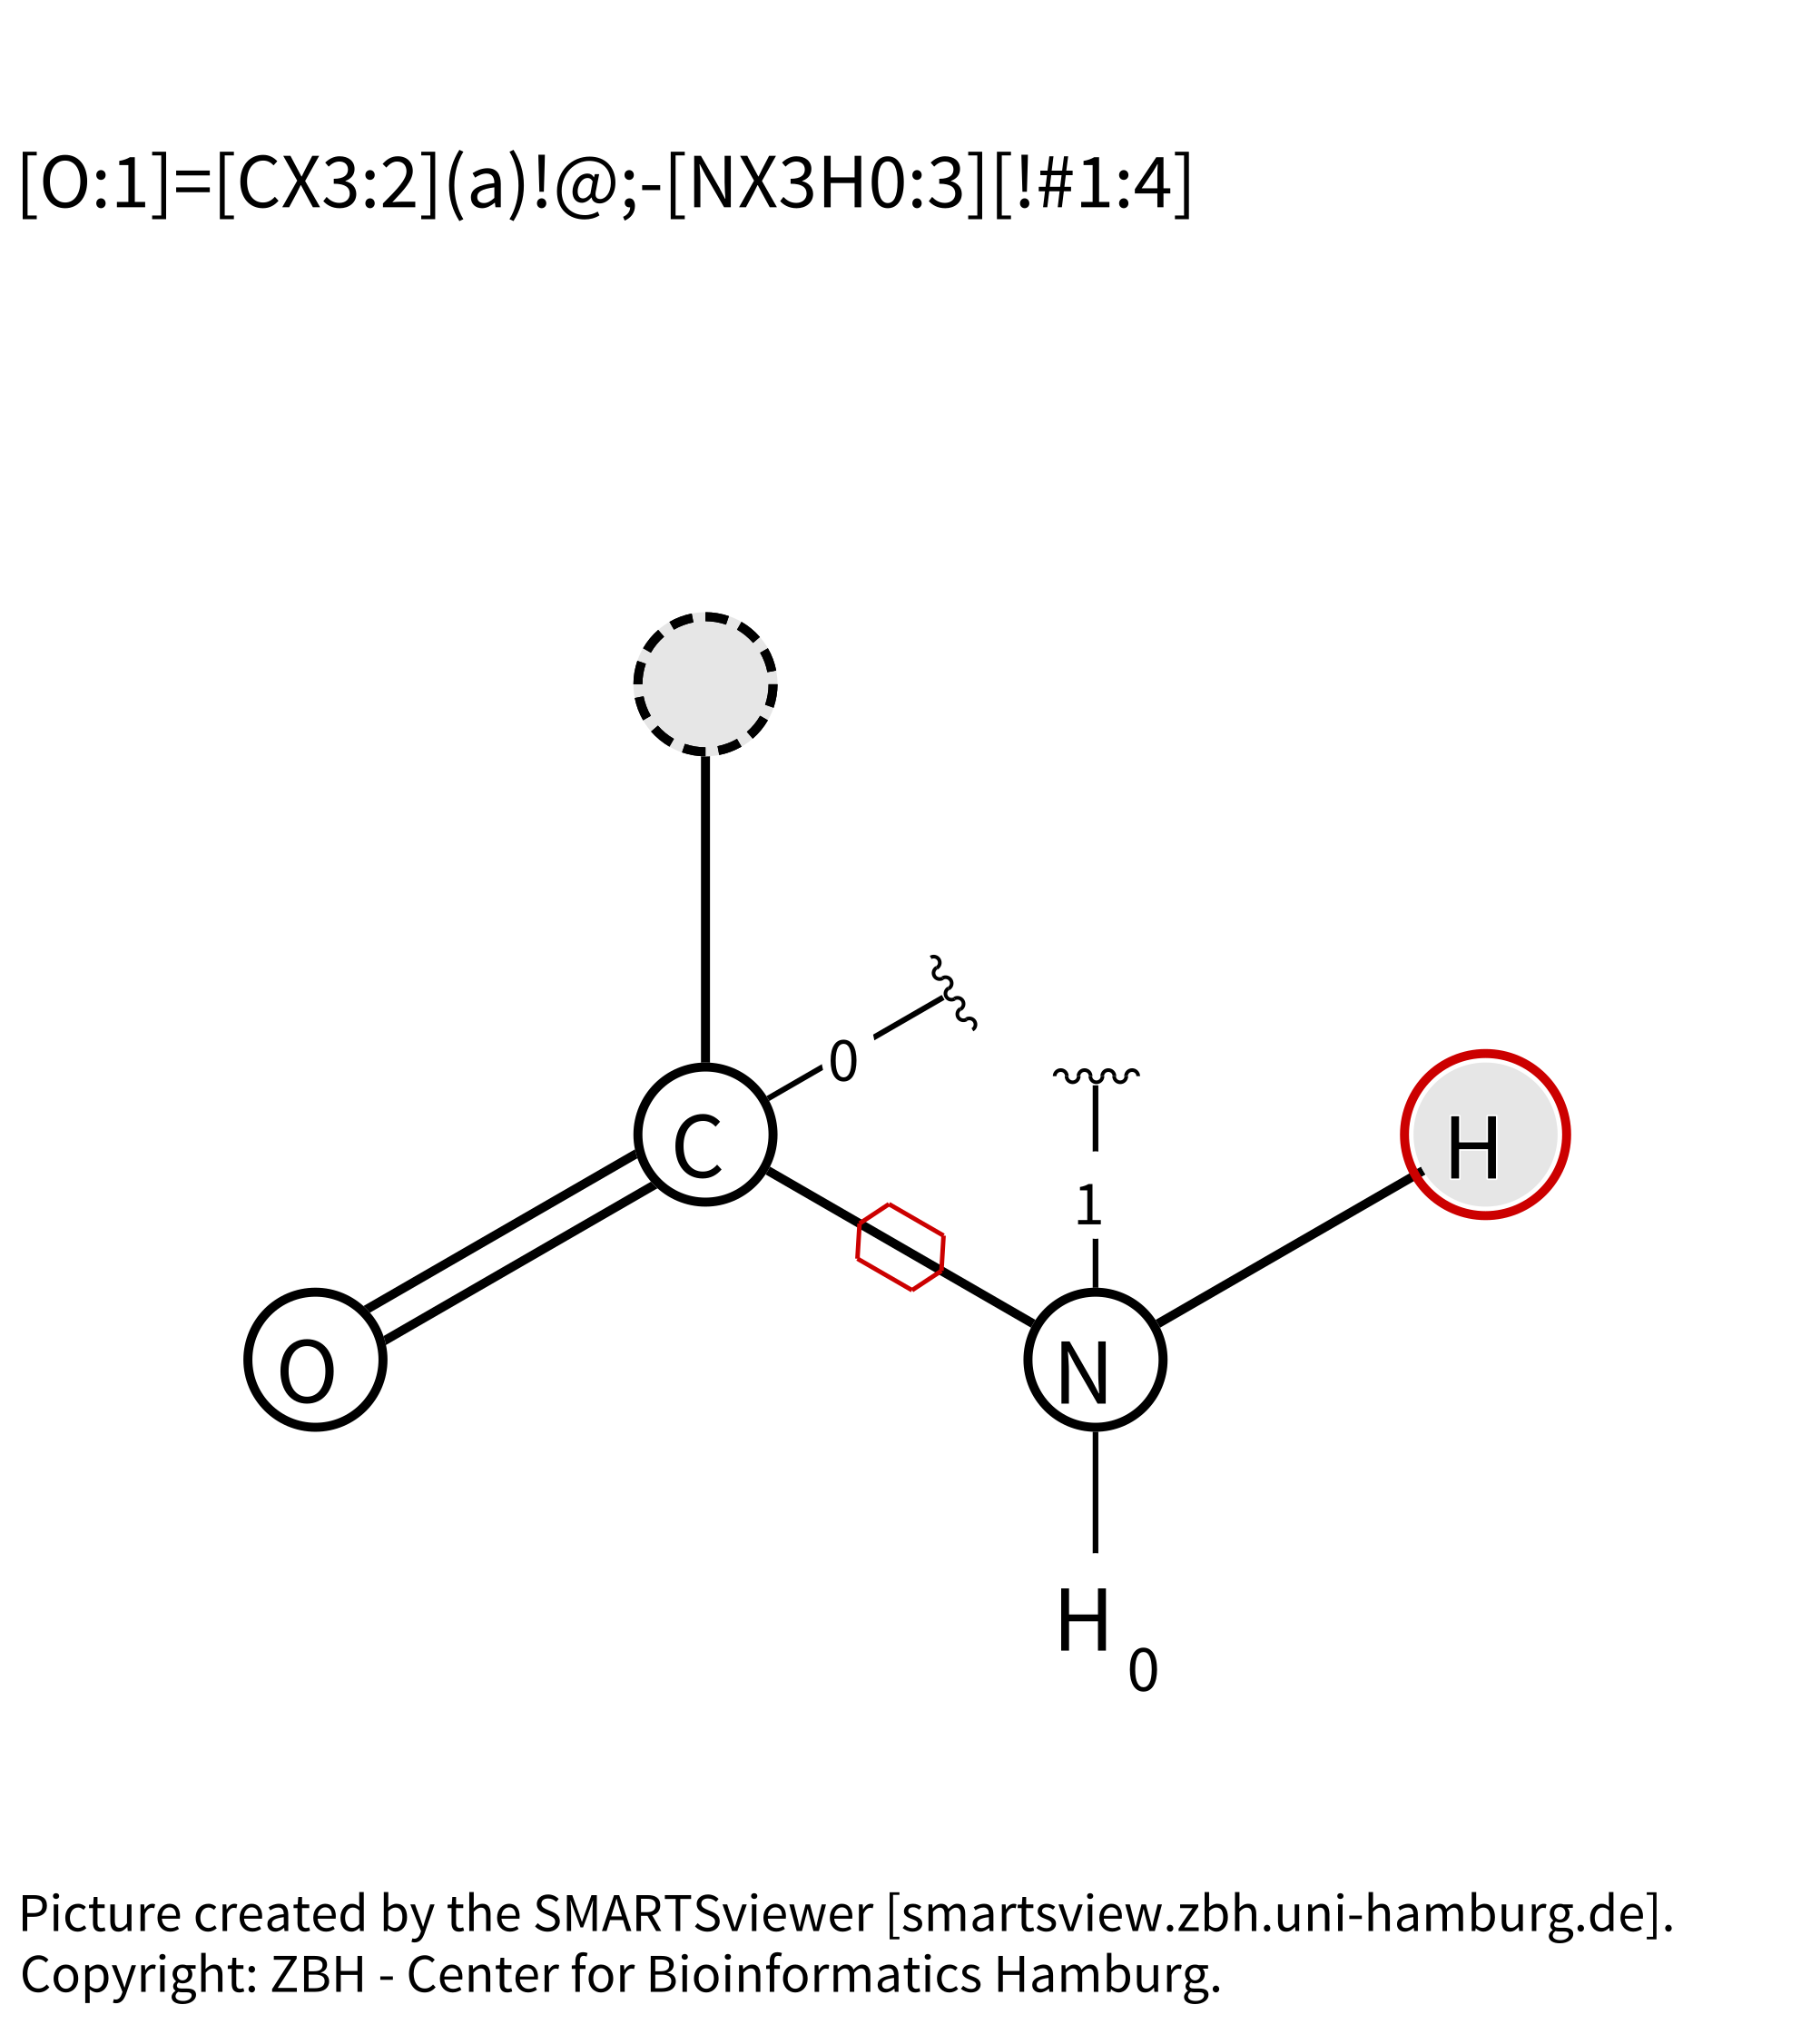 [O:1]=[CX3:2](a)!@;-[NX3H0:3][!#1:4]
0
C
1
H
O
N
H
0
Picture created by the SMARTSviewer [smartsview.zbh.uni-hamburg.de].
Copyright: ZBH - Center for Bioinformatics Hamburg.